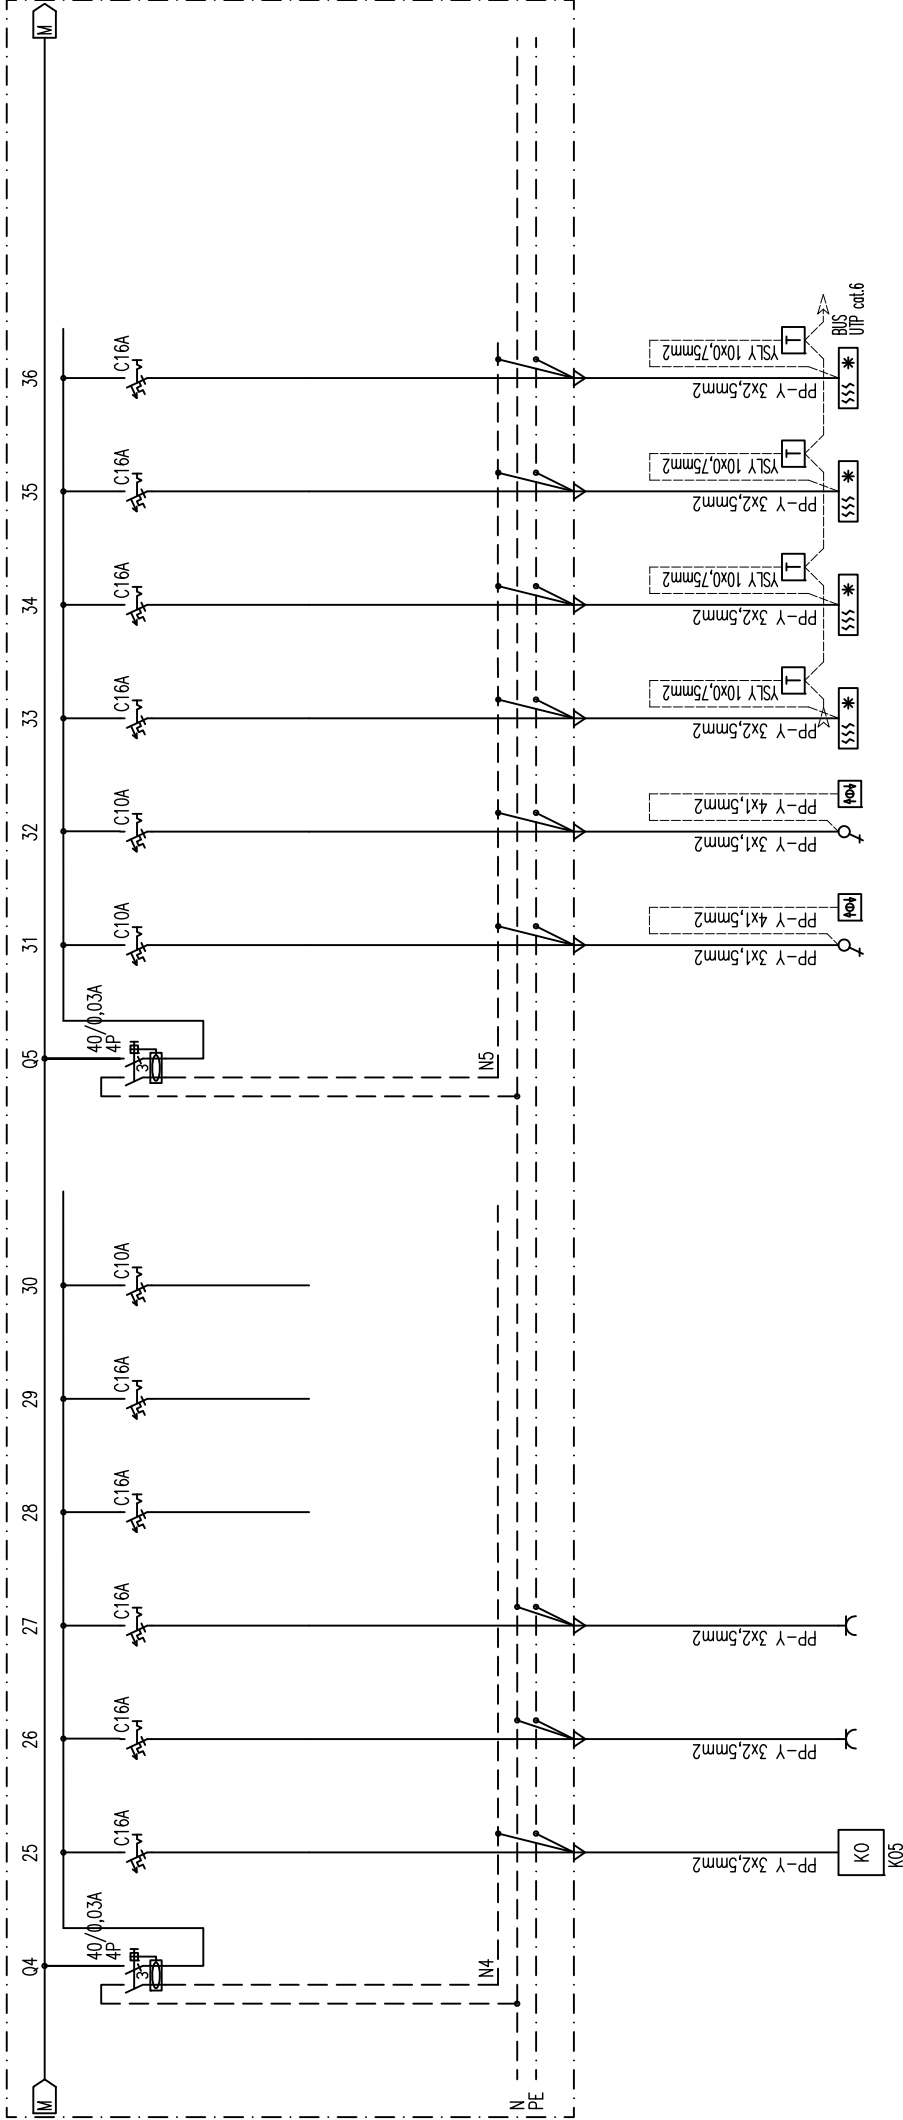 M
M
Q4
25
26
27
28
29
30
Q5
31
32
33
34
35
36
40/0,03A
4P
3
C16A
C16A
C16A
C16A
C16A
C10A
40/0,03A
4P
3
C10A
C10A
C16A
C16A
C16A
C16A
N4
N5
N
PE
PP-Y 3x2,5mm2
PP-Y 3x2,5mm2
PP-Y 3x2,5mm2
PP-Y 3x1,5mm2
PP-Y 4x1,5mm2
PP-Y 3x1,5mm2
PP-Y 4x1,5mm2
PP-Y 3x2,5mm2
YSLY 10x0,75mm2
PP-Y 3x2,5mm2
YSLY 10x0,75mm2
PP-Y 3x2,5mm2
YSLY 10x0,75mm2
PP-Y 3x2,5mm2
YSLY 10x0,75mm2
T
T
T
T
KO
K05
BUS
UTP cat.6